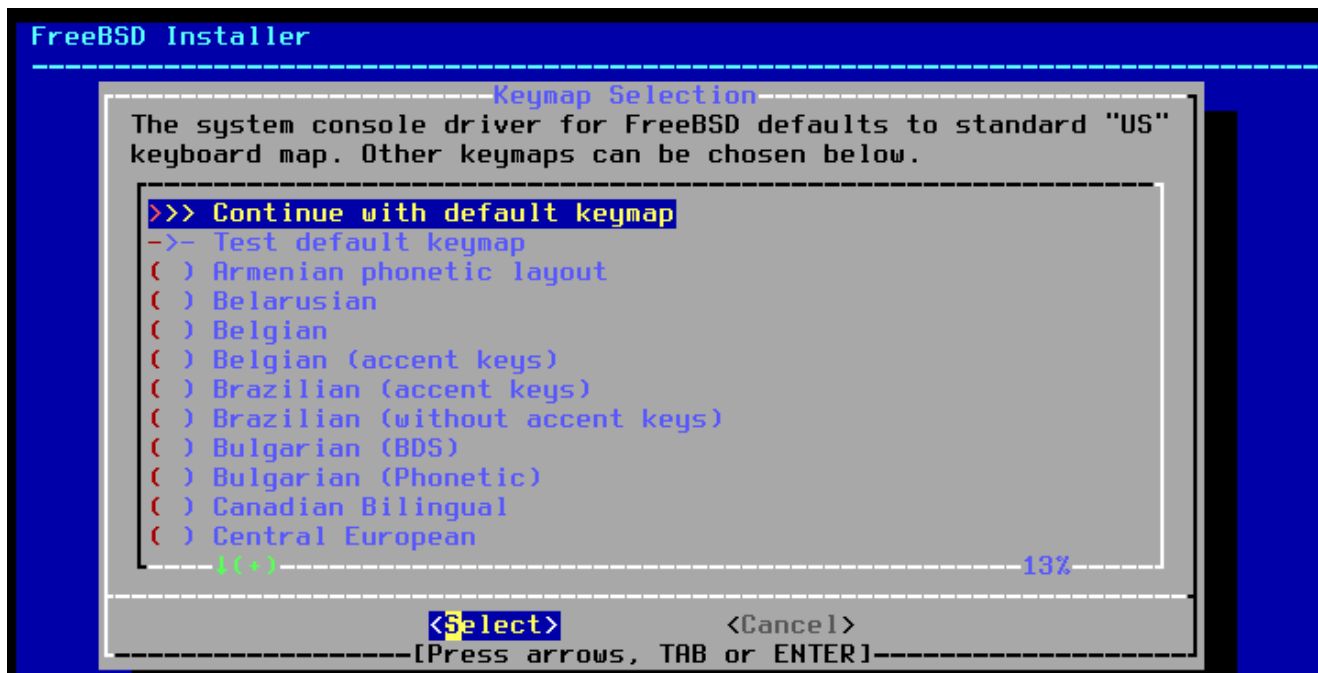 FreeBSD Installer
Keymap Selection
The system console driver for FreeBSD defaults to standard "US"
keyboard map. Other keymaps can be chosen below.
>>> Continue with default keymap
->- Test default keymap
( ) Armenian phonetic layout
( ) Belarusian
( ) Belgian
( ) Belgian (accent keys)
( ) Brazilian (accent keys)
( ) Brazilian (without accent keys)
( ) Bulgarian (BDS)
( ) Bulgarian (Phonetic)
( ) Canadian Bilingual
( ) Central European
↓(+) 13%
<Select> <Cancel>
[Press arrows, TAB or ENTER]